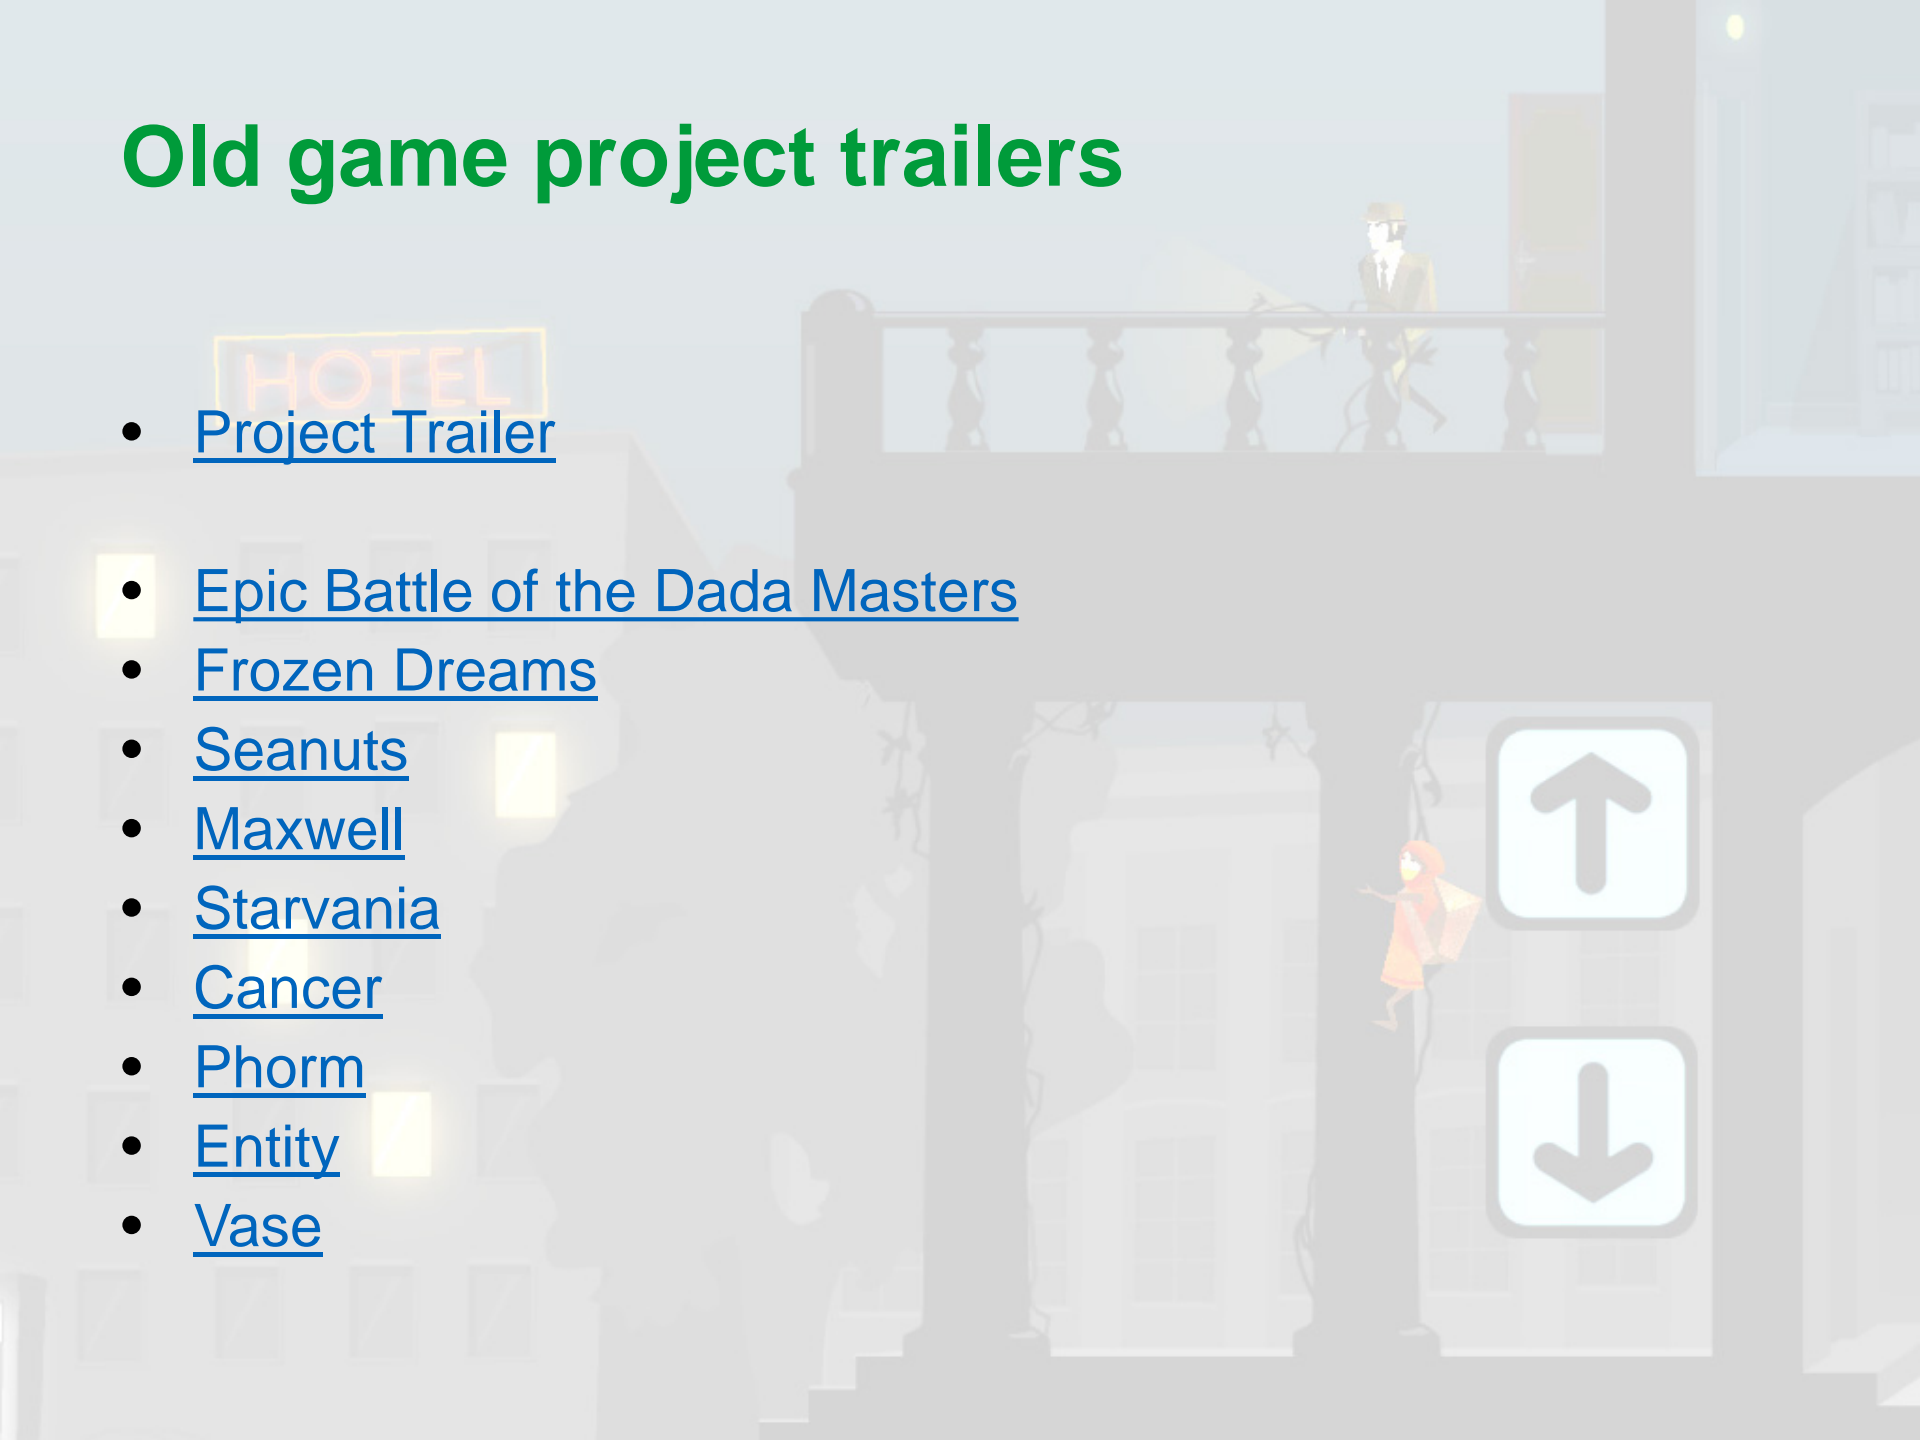 Old game project trailers
HOTEL
• Project Trailer
• Epic Battle of the Dada Masters
• Frozen Dreams
• Seanuts
• Maxwell
• Starvania
• Cancer
• Phorm
• Entity
• Vase